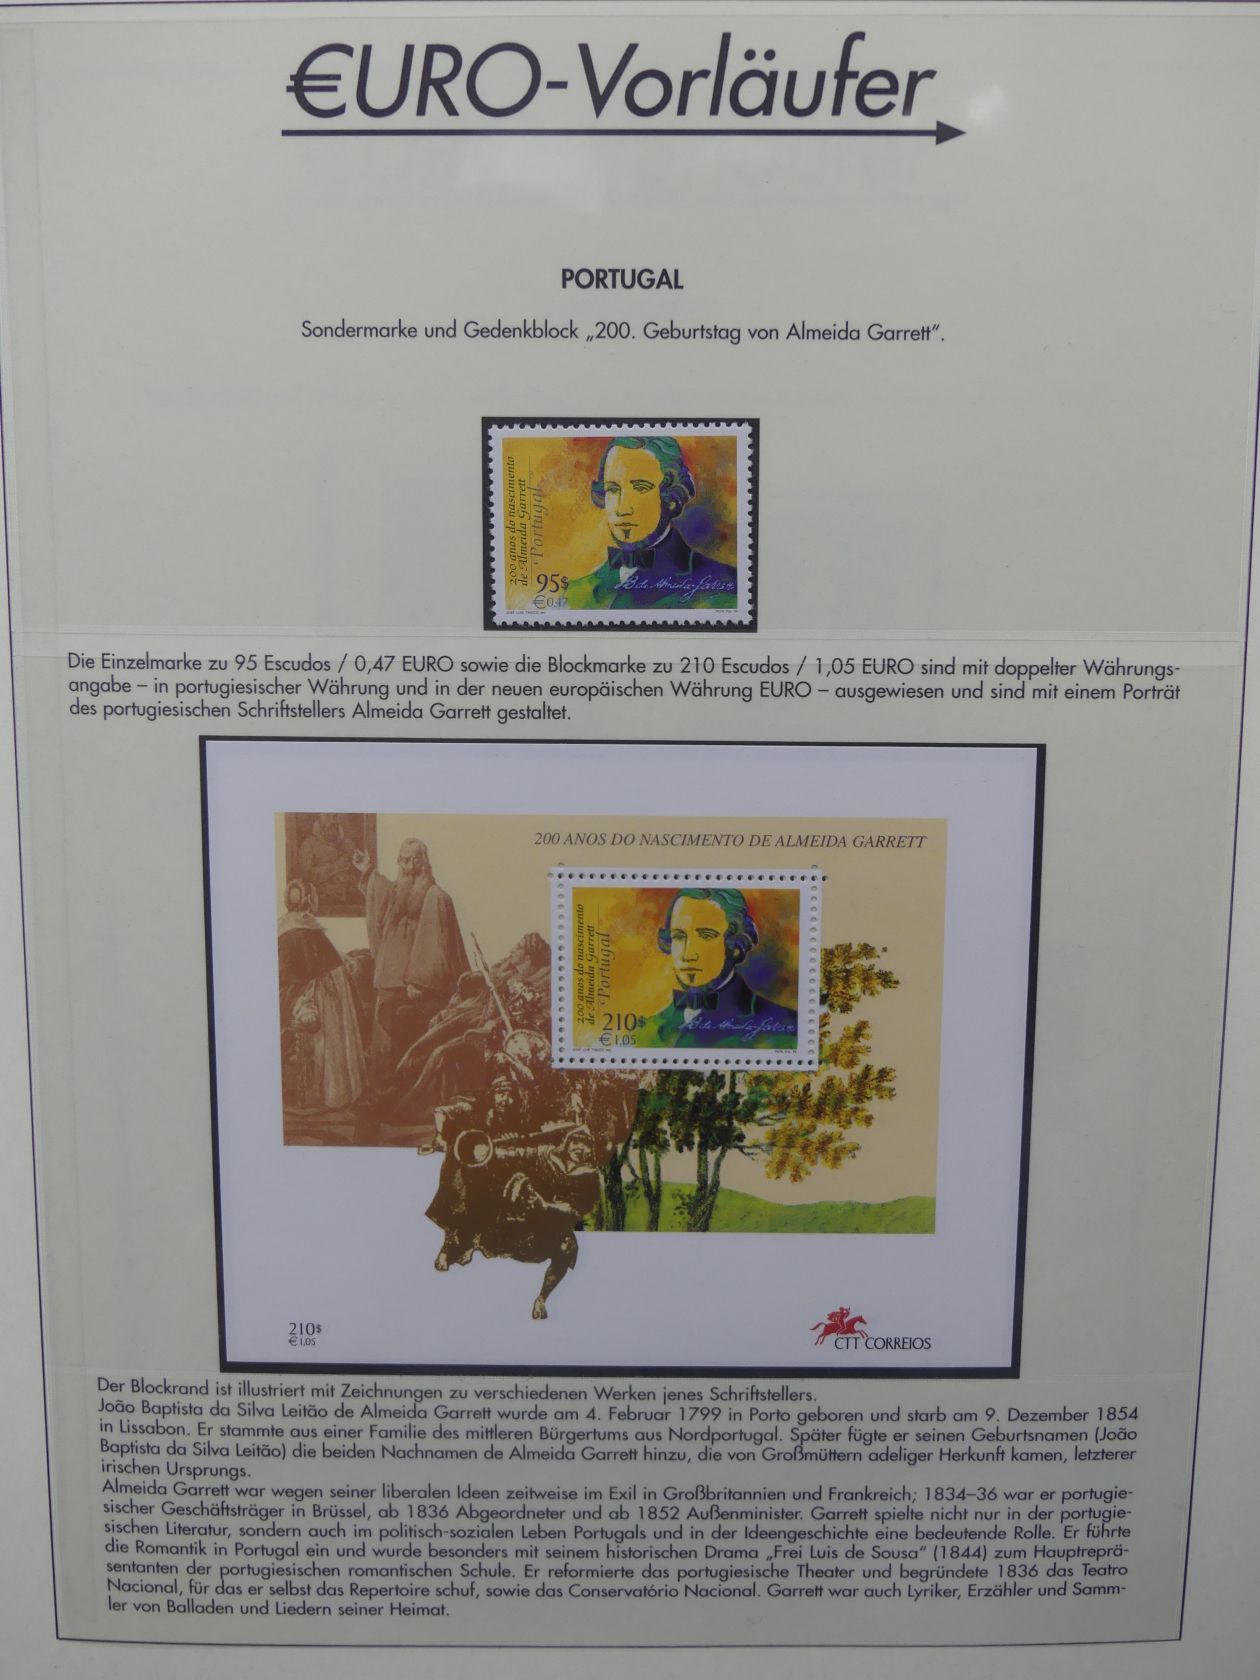 €URO-Vorläufer
PORTUGAL
Sondermarke und Gedenkblock „200. Geburtstag von Almeida Garrett“.
200 anos do nascimento
de Almeida Garrett
Portugal
95$
€0,47
B de Almeida-Garrett
Die Einzelmarke zu 95 Escudos / 0,47 EURO sowie die Blockmarke zu 210 Escudos / 1,05 EURO sind mit doppelter Währungs-
angabe – in portugiesischer Währung und in der neuen europäischen Währung EURO – ausgewiesen und sind mit einem Porträt
des portugiesischen Schriftstellers Almeida Garrett gestaltet.
200 ANOS DO NASCIMENTO DE ALMEIDA GARRETT
200 anos do nascimento
de Almeida Garrett
Portugal
210$
€1,05
B de Almeida-Garrett
210$
€1,05
CTT CORREIOS
Der Blockrand ist illustriert mit Zeichnungen zu verschiedenen Werken jenes Schriftstellers.
João Baptista da Silva Leitão de Almeida Garrett wurde am 4. Februar 1799 in Porto geboren und starb am 9. Dezember 1854
in Lissabon. Er stammte aus einer Familie des mittleren Bürgertums aus Nordportugal. Später fügte er seinen Geburtsnamen (João
Baptista da Silva Leitão) die beiden Nachnamen de Almeida Garrett hinzu, die von Großmüttern adeliger Herkunft kamen, letzterer
irischen Ursprungs.
Almeida Garrett war wegen seiner liberalen Ideen zeitweise im Exil in Großbritannien und Frankreich; 1834–36 war er portugie-
sischer Geschäftsträger in Brüssel, ab 1836 Abgeordneter und ab 1852 Außenminister. Garrett spielte nicht nur in der portugie-
sischen Literatur, sondern auch im politisch-sozialen Leben Portugals und in der Ideengeschichte eine bedeutende Rolle. Er führte
die Romantik in Portugal ein und wurde besonders mit seinem historischen Drama „Frei Luis de Sousa“ (1844) zum Hauptreprä-
sentanten der portugiesischen romantischen Schule. Er reformierte das portugiesische Theater und begründete 1836 das Teatro
Nacional, für das er selbst das Repertoire schuf, sowie das Conservatório Nacional. Garrett war auch Lyriker, Erzähler und Samm-
ler von Balladen und Liedern seiner Heimat.